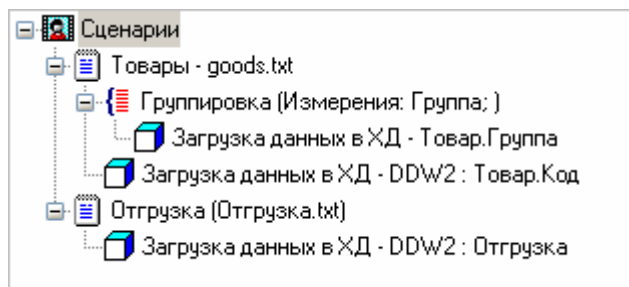 Сценарии
Товары - goods.txt
Группировка (Измерения: Группа; )
Загрузка данных в ХД - Товар.Группа
Загрузка данных в ХД - DDW2 : Товар.Код
Отгрузка (Отгрузка.txt)
Загрузка данных в ХД - DDW2 : Отгрузка